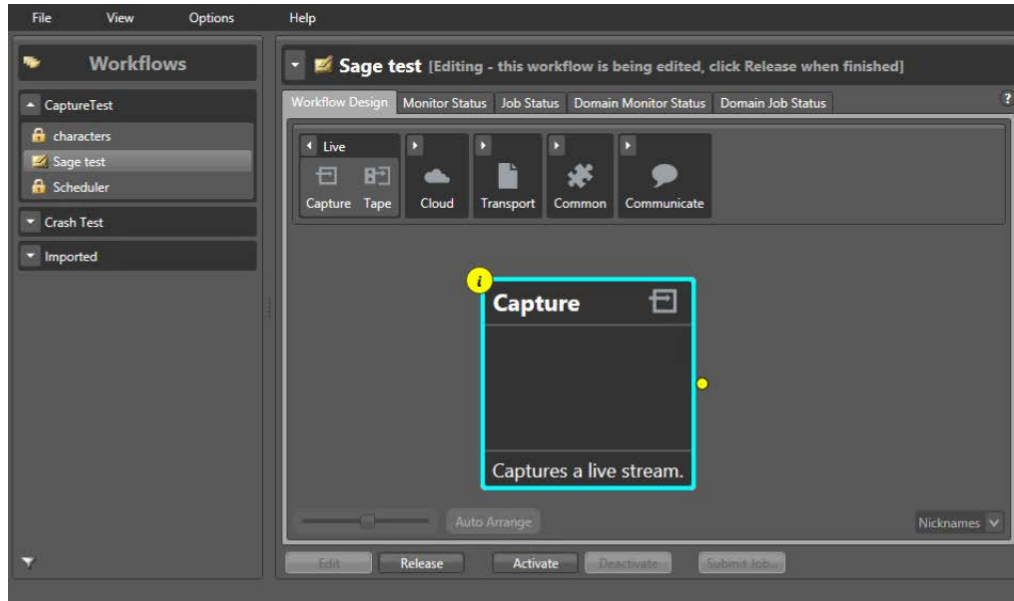 File View Options Help
Workflows
CaptureTest
characters
Sage test
Scheduler
Crash Test
Imported
Sage test [Editing - this workflow is being edited, click Release when finished]
Workflow Design Monitor Status Job Status Domain Monitor Status Domain Job Status ?
Live
Capture Tape Cloud Transport Common Communicate
i
Capture
Captures a live stream.
Auto Arrange Nicknames
Edit Release Activate Deactivate Submit Job...